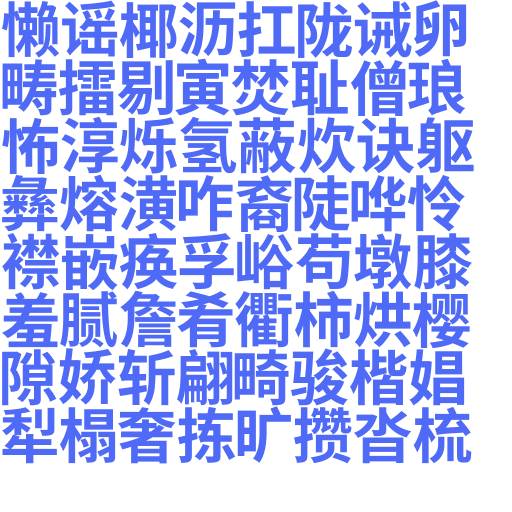 懒谣椰沥扛陇诫卵
畴擂剔寅焚耻僧琅
怖淳烁氢蔽炊诀躯
彝熔潢咋裔陡哗怜
襟嵌痪孚峪苟墩膝
羞腻詹肴衢柿烘樱
隙娇斩翩畸骏楷娼
犁榻奢拣旷攒沓梳